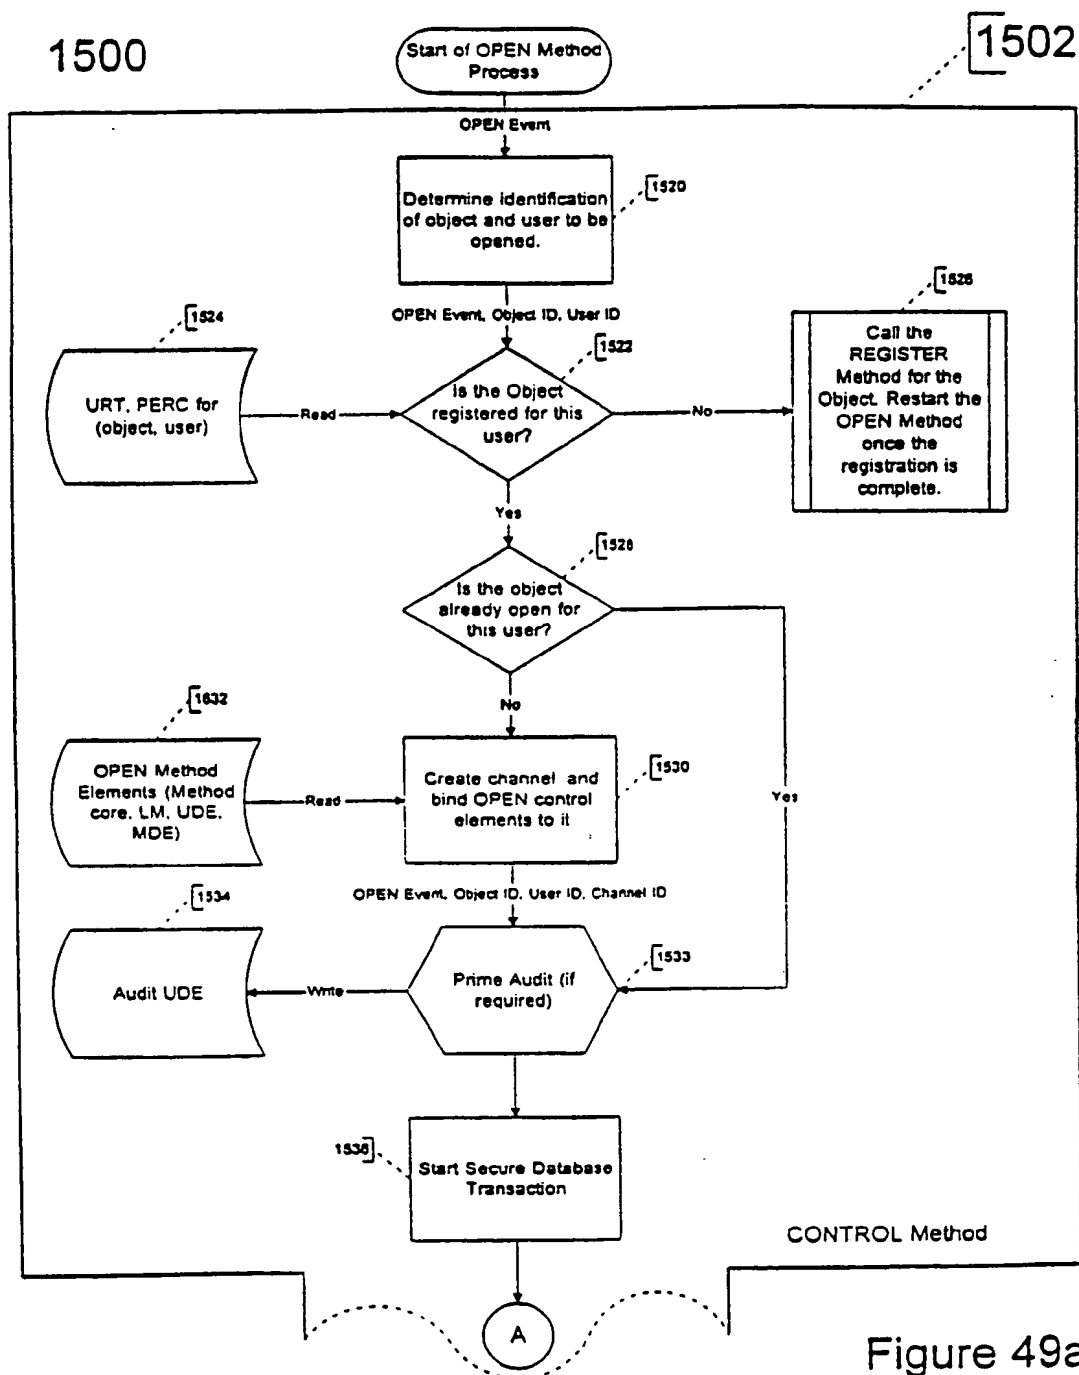 1500
1502
Start of OPEN Method
Process
OPEN Event
1520
Determine identification
of object and user to be
opened.
OPEN Event, Object ID, User ID
1524
1522
1526
URT, PERC for
(object, user)
Read
Is the Object
registered for this
user?
No
Call the
REGISTER
Method for the
Object. Restart the
OPEN Method
once the
registration is
complete.
Yes
1528
Is the object
already open for
this user?
No
Yes
1632
OPEN Method
Elements (Method
core, LM, UDE,
MDE)
Read
1530
Create channel and
bind OPEN control
elements to it
OPEN Event, Object ID, User ID, Channel ID
1534
Audit UDE
Write
1533
Prime Audit (if
required)
1536
Start Secure Database
Transaction
CONTROL Method
A
Figure 49a